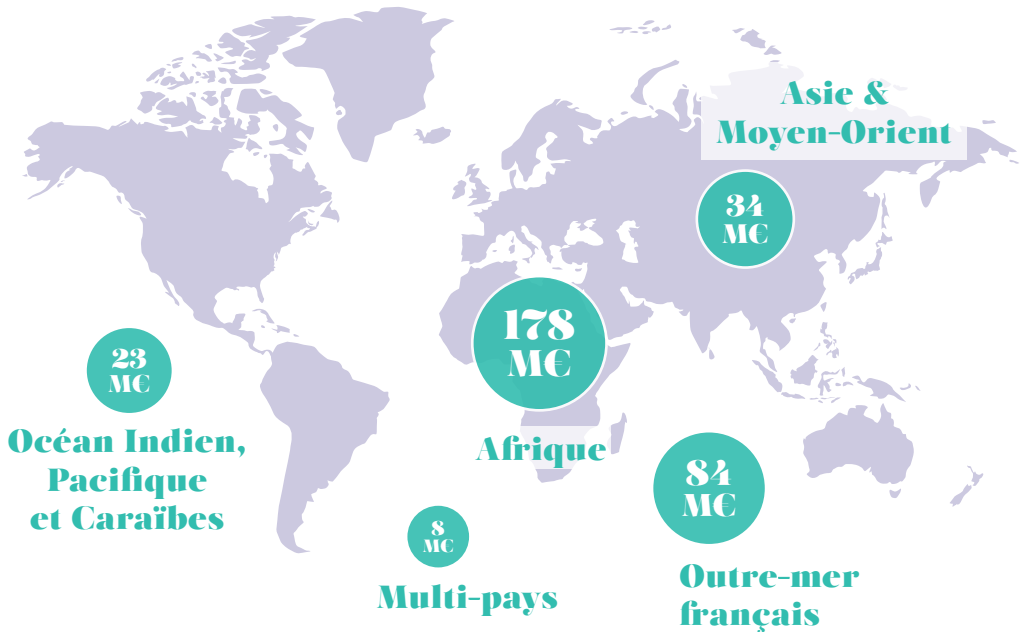 Asie &
Moyen-Orient
34
M€
178
M€
Afrique
23
M€
Océan Indien,
Pacifique
et Caraïbes
84
M€
Outre-mer
français
8
M€
Multi-pays